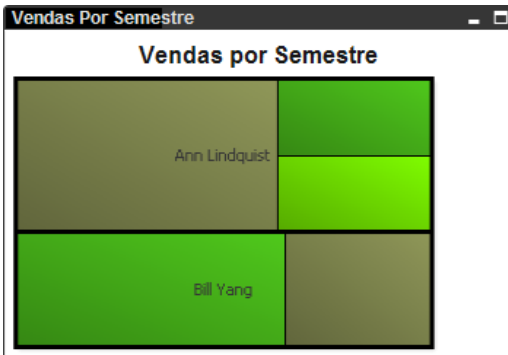 Vendas Por Semestre
Vendas por Semestre
Ann Lindquist
Bill Yang